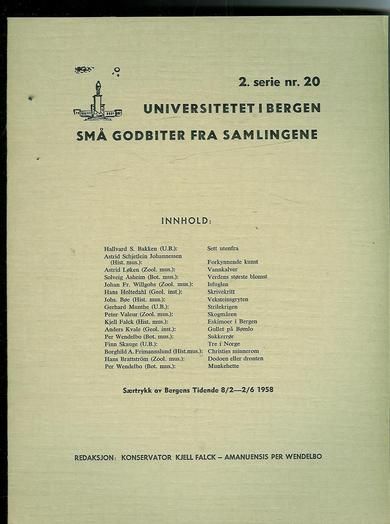 2. serie nr. 20
UNIVERSITETET I BERGEN
SMÅ GODBITER FRA SAMLINGENE
INNHOLD:
Hallvard S. Bakken (U.B.): Sett utenfra
Astrid Schjetlein Johannessen
(Hist. mus.): Forkynnende kunst
Astrid Løken (Zool. mus.): Vannkalver
Solveig Åsheim (Bot. mus.): Verdens største blomst
Johan Fr. Willgohs (Zool. mus.): Isfuglen
Hans Holtedahl (Geol. inst.): Skrivekritt
Johs. Bøe (Hist. mus.): Veksteinsgryten
Gerhard Munthe (U.B.): Strilekrigen
Peter Valeur (Zool. mus.): Skogmåren
Kjell Falck (Hist. mus.): Eskimoer i Bergen
Anders Kvale (Geol. inst.): Gullet på Bømlo
Per Wendelbo (Bot. mus.): Sukkerrør
Finn Skauge (U.B.): Tre i Norge
Borghild A. Frimannslund (Hist.mus.): Christies minnerom
Hans Brattström (Zool. mus.): Dodoen eller dronten
Per Wendelbo (Bot. mus.): Munkehette
Særtrykk av Bergens Tidende 8/2—2/6 1958
REDAKSJON: KONSERVATOR KJELL FALCK – AMANUENSIS PER WENDELBO